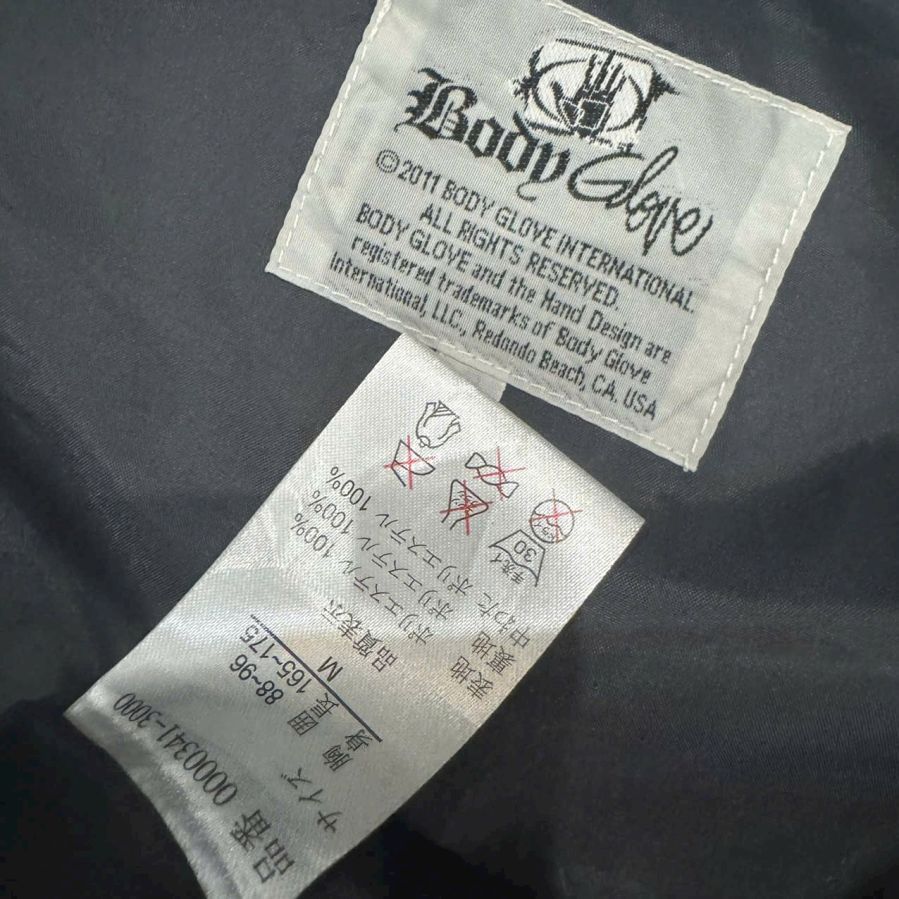 Body Glove
©2011 BODY GLOVE INTERNATIONAL.
ALL RIGHTS RESERVED.
BODY GLOVE and the Hand Design are
registered trademarks of Body Glove
International, LLC., Redondo Beach, CA. USA
品番 0000341-3000
サイズ M
胸囲 88~96
身長 165~175
品質表示
表地 ポリエステル 100%
裏地 ポリエステル 100%
中わた ポリエステル 100%
手洗イ
30